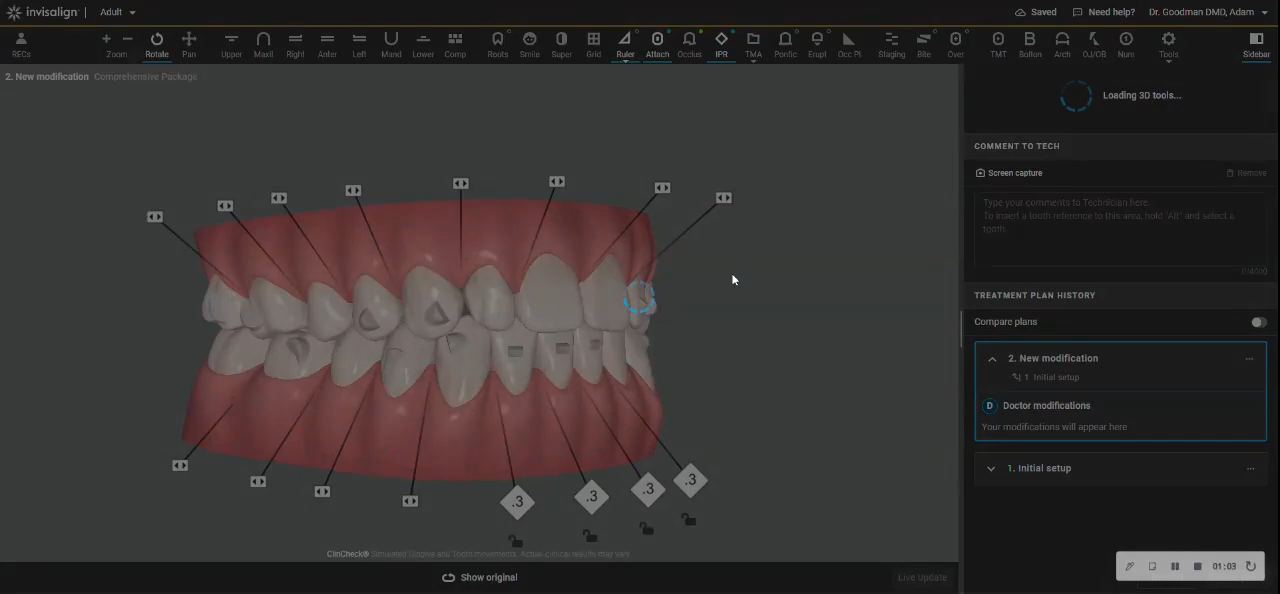 invisalign | Adult Saved Need help? Dr. Goodman DMD, Adam
RECs Zoom Rotate Pan Upper Maxil Right Anter Left Mand Lower Comp Roots Smile Super Grid Ruler Attach Occlus IPR TMA Pontic Erupt Occ Pl Staging Bite Over TMT Bolton Arch OJ/OB Num Tools Sidebar
2. New modification Comprehensive Package
Loading 3D tools...
COMMENT TO TECH
Screen capture Remove
Type your comments to Technician here.
To insert a tooth reference to this area, hold "Alt" and select a
tooth
TREATMENT PLAN HISTORY
Compare plans
2. New modification
1 Initial setup
D Doctor modifications
Your modifications will appear here
1. Initial setup
.3 .3 .3 .3
ClinCheck® Simulated Gingiva and Tooth movements. Actual clinical results may vary
Show original Live Update
01:03